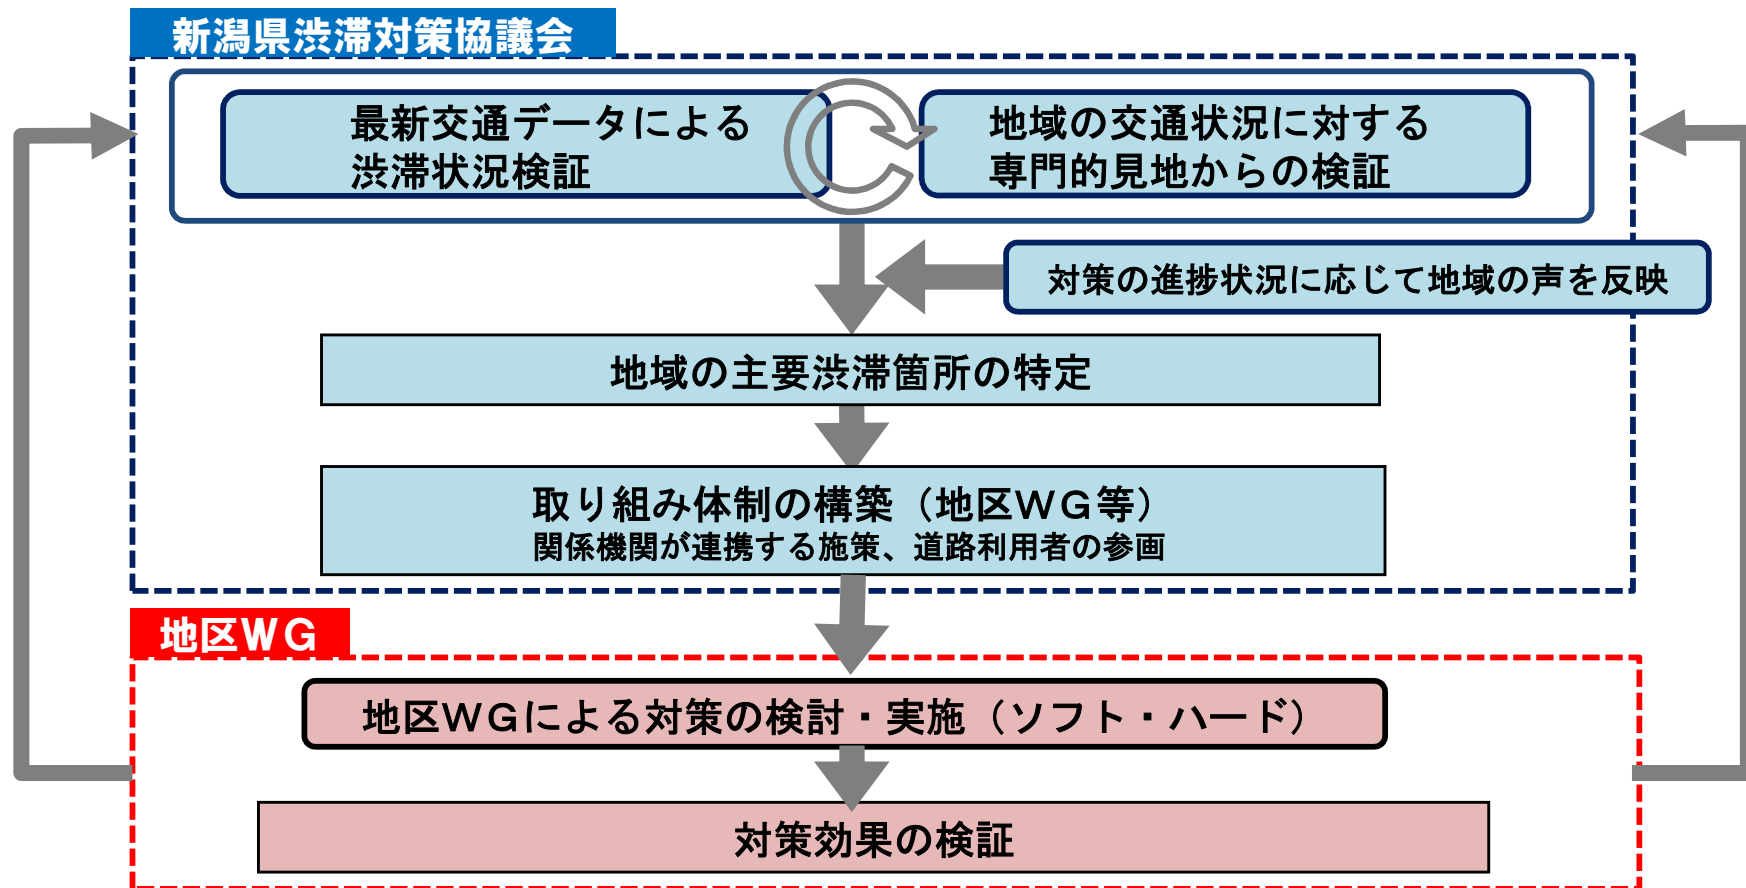 新潟県渋滞対策協議会
最新交通データによる
渋滞状況検証
地域の交通状況に対する
専門的見地からの検証
対策の進捗状況に応じて地域の声を反映
地域の主要渋滞箇所の特定
取り組み体制の構築（地区ＷＧ等）
関係機関が連携する施策、道路利用者の参画
地区ＷＧ
地区ＷＧによる対策の検討・実施（ソフト・ハード）
対策効果の検証